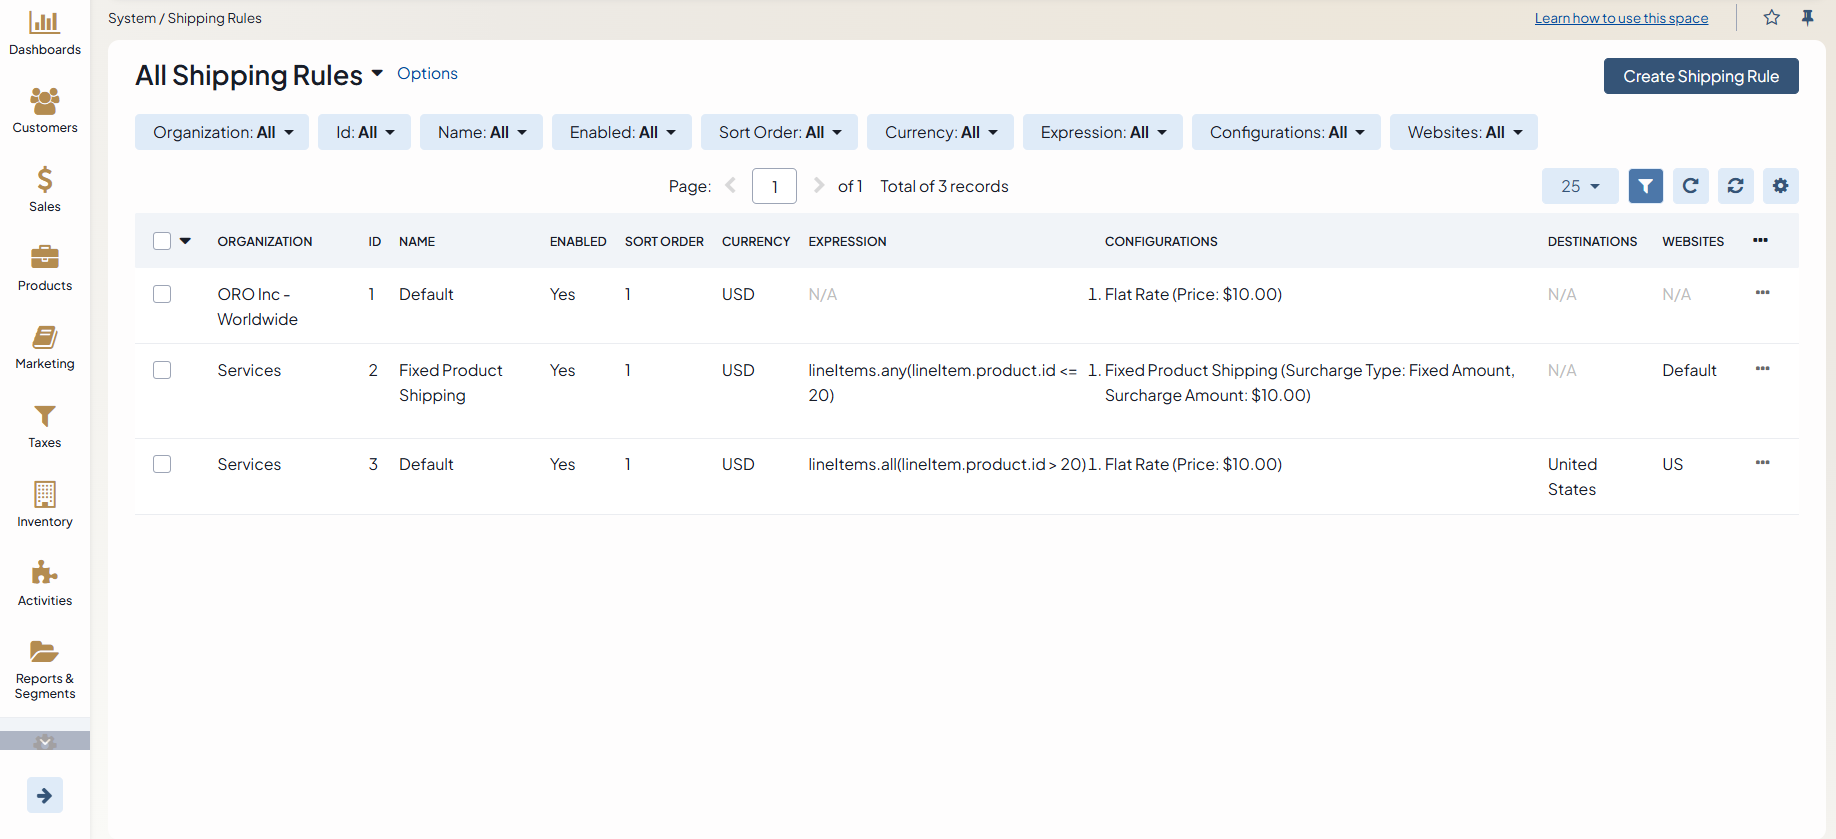 System / Shipping Rules
Learn how to use this space
Dashboards
Customers
Sales
Products
Marketing
Taxes
Inventory
Activities
Reports &
Segments
All Shipping Rules
Options
Create Shipping Rule
Organization: All
Id: All
Name: All
Enabled: All
Sort Order: All
Currency: All
Expression: All
Configurations: All
Websites: All
Page: 1 of 1 Total of 3 records
25
ORGANIZATION ID NAME ENABLED SORT ORDER CURRENCY EXPRESSION CONFIGURATIONS DESTINATIONS WEBSITES
ORO Inc - 1 Default Yes 1 USD N/A 1. Flat Rate (Price: $10.00) N/A N/A
Worldwide
Services 2 Fixed Product Yes 1 USD lineItems.any(lineItem.product.id <= 1. Fixed Product Shipping (Surcharge Type: Fixed Amount, N/A Default
Shipping 20) Surcharge Amount: $10.00)
Services 3 Default Yes 1 USD lineItems.all(lineItem.product.id > 20) 1. Flat Rate (Price: $10.00) United US
States